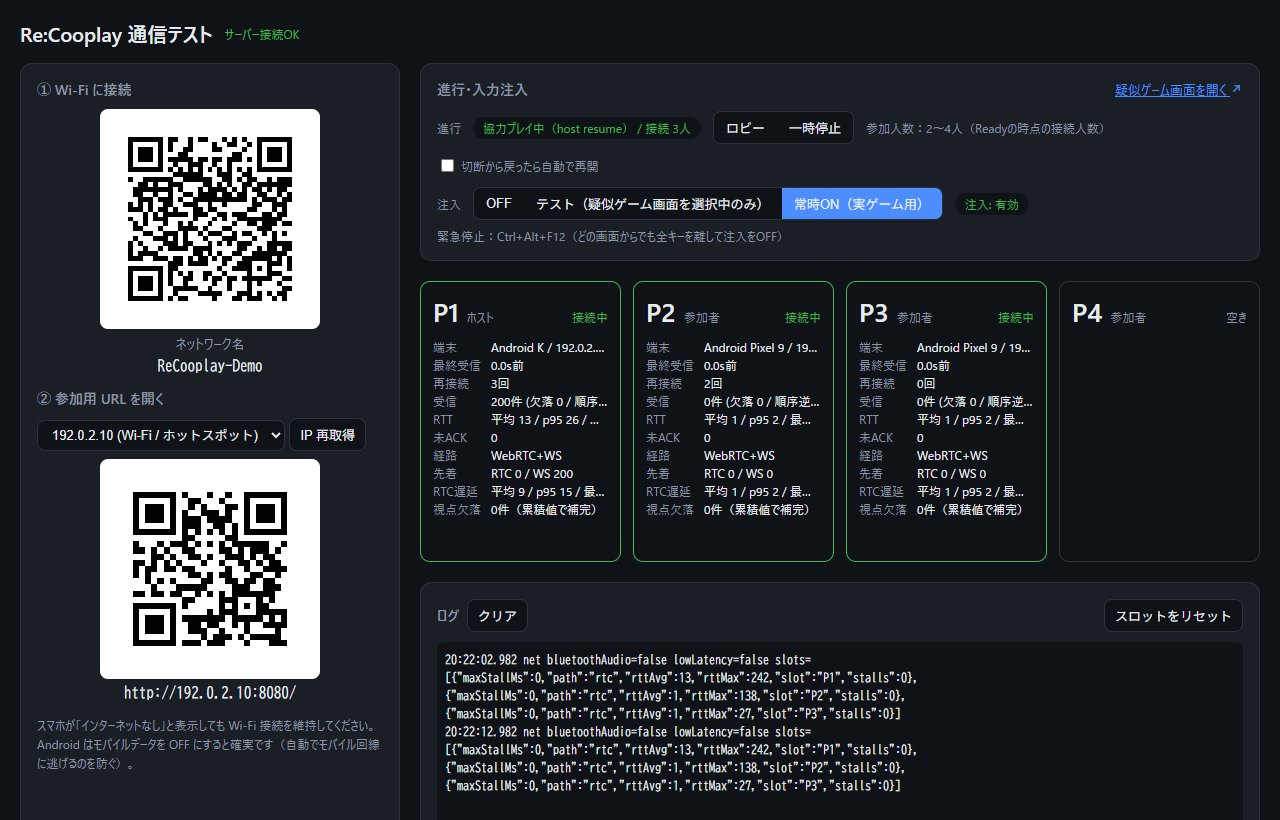 Re:Cooplay 通信テスト サーバー接続OK
① Wi-Fi に接続
ネットワーク名
ReCooplay-Demo
② 参加用 URL を開く
192.0.2.10 (Wi-Fi / ホットスポット) IP 再取得
http://192.0.2.10:8080/
スマホが「インターネットなし」と表示しても Wi-Fi 接続を維持してください。
Android はモバイルデータを OFF にすると確実です（自動でモバイル回線
に逃げるのを防ぐ）。
進行・入力注入 疑似ゲーム画面を開く↗
進行 協力プレイ中（host resume） / 接続 3人 ロビー 一時停止 参加人数：2～4人（Readyの時点の接続人数）
切断から戻ったら自動で再開
注入 OFF テスト（疑似ゲーム画面を選択中のみ） 常時ON（実ゲーム用） 注入: 有効
緊急停止：Ctrl+Alt+F12（どの画面からでも全キーを離して注入をOFF）
P1 ホスト 接続中
端末 Android K / 192.0.2....
最終受信 0.0s前
再接続 3回
受信 200件 (欠落 0 / 順序...
RTT 平均 13 / p95 26 / ...
未ACK 0
経路 WebRTC+WS
先着 RTC 0 / WS 200
RTC遅延 平均 9 / p95 15 / 最...
視点欠落 0件（累積値で補完）
P2 参加者 接続中
端末 Android Pixel 9 / 19...
最終受信 0.0s前
再接続 2回
受信 0件 (欠落 0 / 順序逆...
RTT 平均 1 / p95 2 / 最...
未ACK 0
経路 WebRTC+WS
先着 RTC 0 / WS 0
RTC遅延 平均 1 / p95 2 / 最...
視点欠落 0件（累積値で補完）
P3 参加者 接続中
端末 Android Pixel 9 / 19...
最終受信 0.0s前
再接続 0回
受信 0件 (欠落 0 / 順序逆...
RTT 平均 1 / p95 2 / 最...
未ACK 0
経路 WebRTC+WS
先着 RTC 0 / WS 0
RTC遅延 平均 1 / p95 2 / 最...
視点欠落 0件（累積値で補完）
P4 参加者 空き
ログ クリア スロットをリセット
20:22:02.982 net bluetoothAudio=false lowLatency=false slots=
[{"maxStallMs":0,"path":"rtc","rttAvg":13,"rttMax":242,"slot":"P1","stalls":0},
{"maxStallMs":0,"path":"rtc","rttAvg":1,"rttMax":138,"slot":"P2","stalls":0},
{"maxStallMs":0,"path":"rtc","rttAvg":1,"rttMax":27,"slot":"P3","stalls":0}]
20:22:12.982 net bluetoothAudio=false lowLatency=false slots=
[{"maxStallMs":0,"path":"rtc","rttAvg":13,"rttMax":242,"slot":"P1","stalls":0},
{"maxStallMs":0,"path":"rtc","rttAvg":1,"rttMax":138,"slot":"P2","stalls":0},
{"maxStallMs":0,"path":"rtc","rttAvg":1,"rttMax":27,"slot":"P3","stalls":0}]